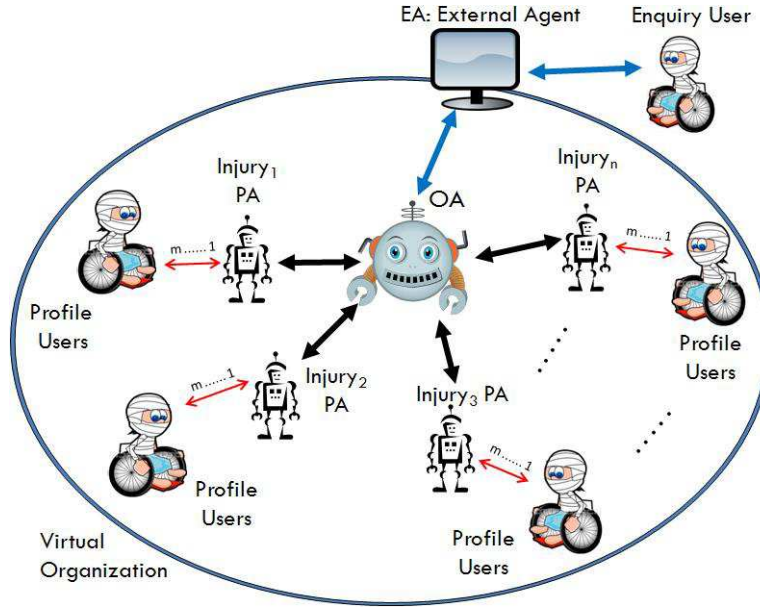 EA: External Agent
Enquiry User
Injury₁
PA
OA
Injuryₙ
PA
m......1
m......1
Profile
Users
Profile
Users
m......1
Injury₂
PA
Injury₃ PA
m......1
Profile
Users
Profile
Users
Virtual
Organization